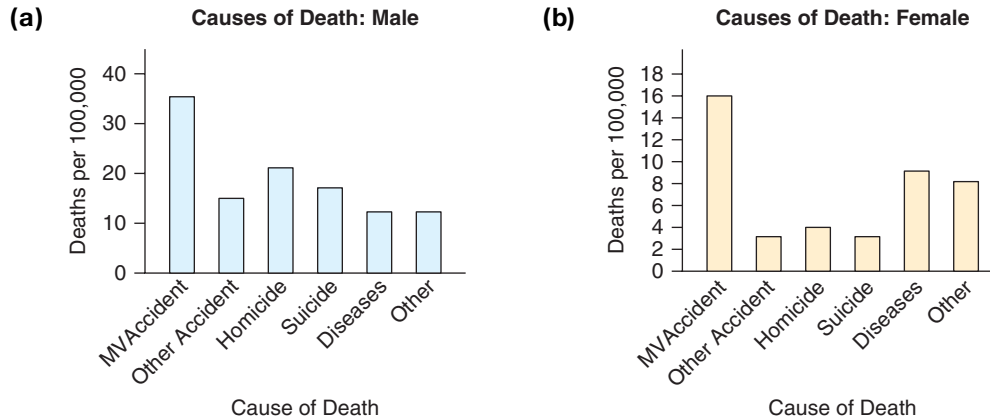 (a)
Causes of Death: Male
Deaths per 100,000
40
30
20
10
0
MVAccident
Other Accident
Homicide
Suicide
Diseases
Other
Cause of Death
(b)
Causes of Death: Female
Deaths per 100,000
18
16
14
12
10
8
6
4
2
0
MVAccident
Other Accident
Homicide
Suicide
Diseases
Other
Cause of Death